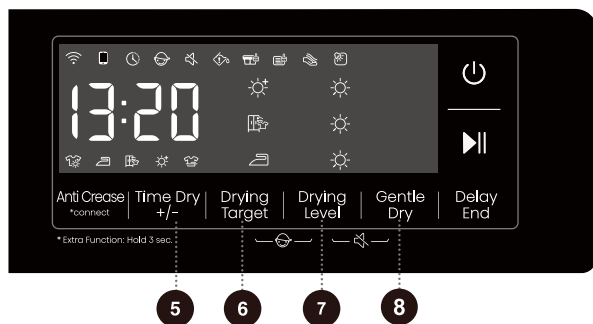 13:20
Anti Crease
*connect
Time Dry
+/-
Drying
Target
Drying
Level
Gentle
Dry
Delay
End
* Extra Function: Hold 3 sec.
5 6 7 8